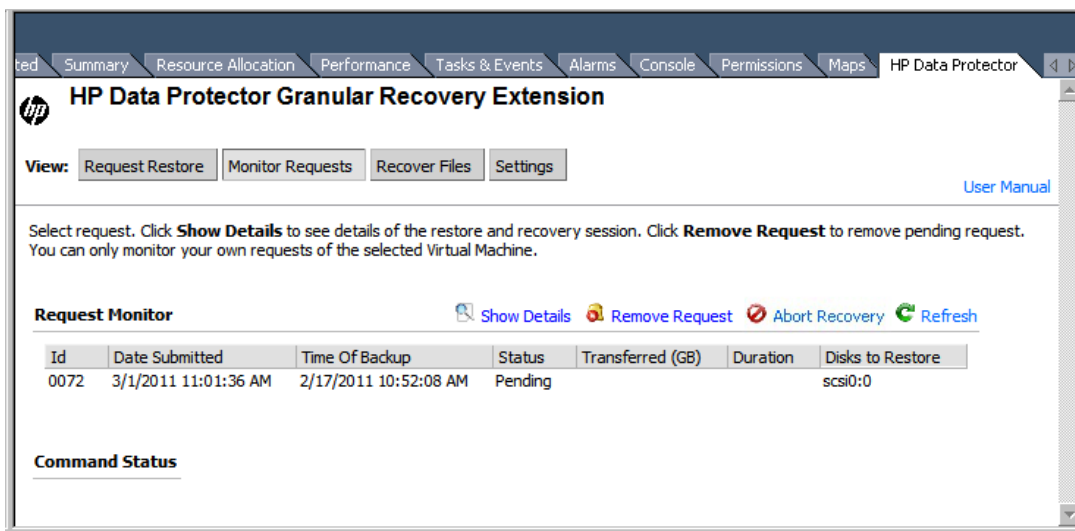 ted Summary Resource Allocation Performance Tasks & Events Alarms Console Permissions Maps HP Data Protector
hp HP Data Protector Granular Recovery Extension
View: Request Restore Monitor Requests Recover Files Settings
User Manual
Select request. Click Show Details to see details of the restore and recovery session. Click Remove Request to remove pending request.
You can only monitor your own requests of the selected Virtual Machine.
Request Monitor Show Details Remove Request Abort Recovery Refresh
Id Date Submitted Time Of Backup Status Transferred (GB) Duration Disks to Restore
0072 3/1/2011 11:01:36 AM 2/17/2011 10:52:08 AM Pending scsi0:0
Command Status